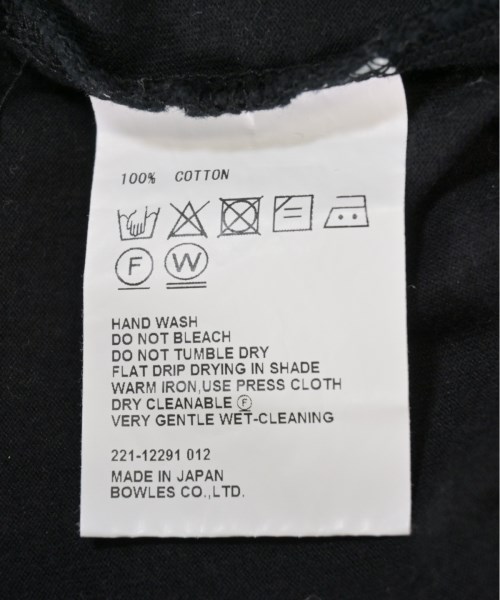 100% COTTON
F W
HAND WASH
DO NOT BLEACH
DO NOT TUMBLE DRY
FLAT DRIP DRYING IN SHADE
WARM IRON,USE PRESS CLOTH
DRY CLEANABLE Ⓕ
VERY GENTLE WET-CLEANING
221-12291 012
MADE IN JAPAN
BOWLES CO.,LTD.